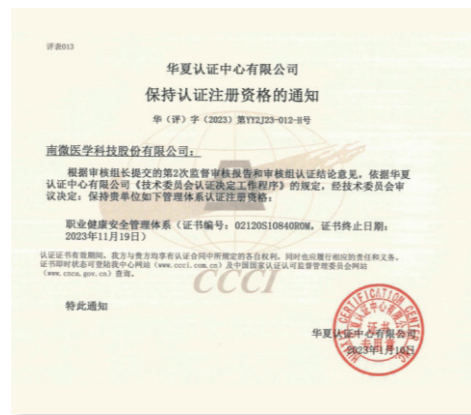 评表013
华夏认证中心有限公司
保持认证注册资格的通知
华（评）字（2023）第YY2J23-012-H号
南微医学科技股份有限公司：
根据审核组长提交的第2次监督审核报告和审核组认证结论意见，依据华夏
认证中心有限公司《技术委员会认证决定工作程序》的规定，经技术委员会审
议决定：保持贵单位如下管理体系认证注册资格：
职业健康安全管理体系（证书编号：02120S10840R0M，证书终止日期：
2023年11月19日）
认证证书有效期间，我方与贵方均享有认证合同中所规定的各自权利，同时也应履行相应的责任和义务。
证书即时状态可登陆我中心网站（www.ccci.com.cn）及中国国家认证认可监督管理委员会网站
（www.cnca.gov.cn）查询。
CCCI
特此通知
华夏认证中心有限公司
2023年1月10日
证书
专用章